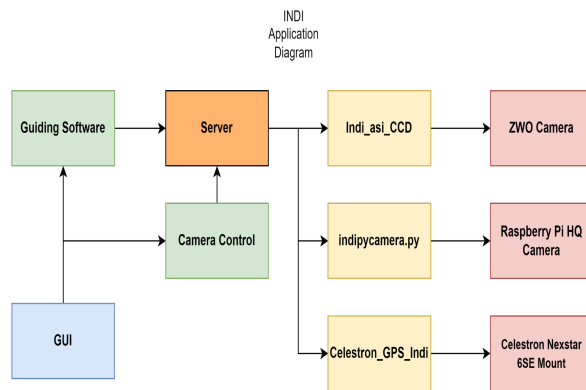 INDI
Application
Diagram
Guiding Software
Server
Indi_asi_CCD
ZWO Camera
Camera Control
indipycamera.py
Raspberry Pi HQ
Camera
GUI
Celestron_GPS_Indi
Celestron Nexstar
6SE Mount